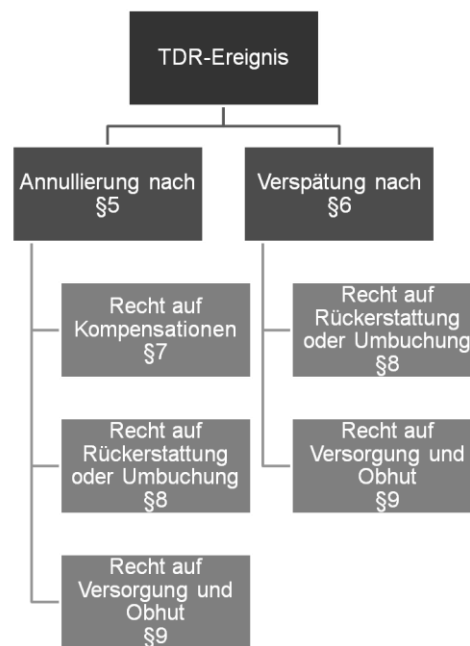 TDR-Ereignis
Annullierung nach
§5
Recht auf
Kompensationen
§7
Recht auf
Rückerstattung
oder Umbuchung
§8
Recht auf
Versorgung und
Obhut
§9
Verspätung nach
§6
Recht auf
Rückerstattung
oder Umbuchung
§8
Recht auf
Versorgung und
Obhut
§9